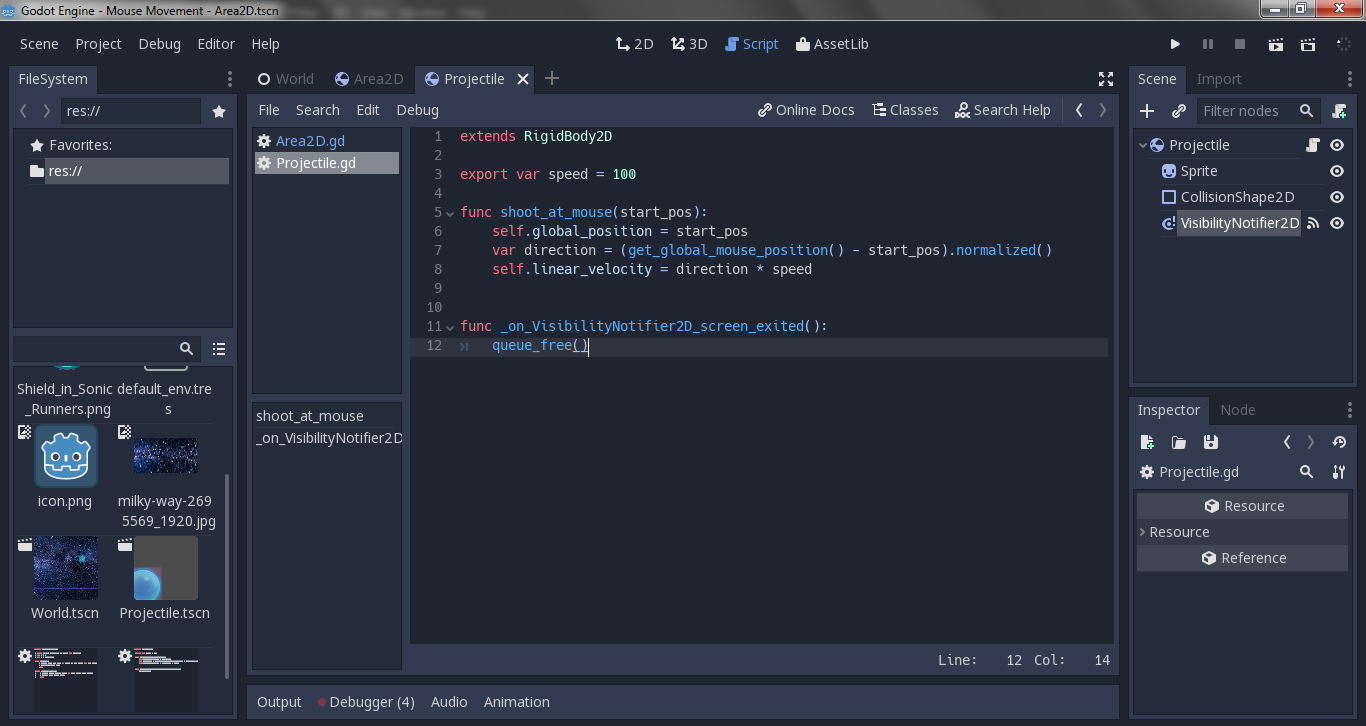 Godot Engine - Mouse Movement - Area2D.tscn
Scene Project Debug Editor Help
2D 3D Script AssetLib
FileSystem
res://
Favorites:
res://
Shield_in_Sonic
_Runners.png
default_env.tre
s
icon.png
milky-way-269
5569_1920.jpg
World.tscn
Projectile.tscn
World Area2D Projectile
File Search Edit Debug
Online Docs Classes Search Help
Area2D.gd
Projectile.gd
shoot_at_mouse
_on_VisibilityNotifier2D
1 extends RigidBody2D
2
3 export var speed = 100
4
5 func shoot_at_mouse(start_pos):
6 self.global_position = start_pos
7 var direction = (get_global_mouse_position() - start_pos).normalized()
8 self.linear_velocity = direction * speed
9
10
11 func _on_VisibilityNotifier2D_screen_exited():
12 queue_free()
Line: 12 Col: 14
Output Debugger (4) Audio Animation
Scene Import
Filter nodes
Projectile
Sprite
CollisionShape2D
VisibilityNotifier2D
Inspector Node
Projectile.gd
Resource
Resource
Reference